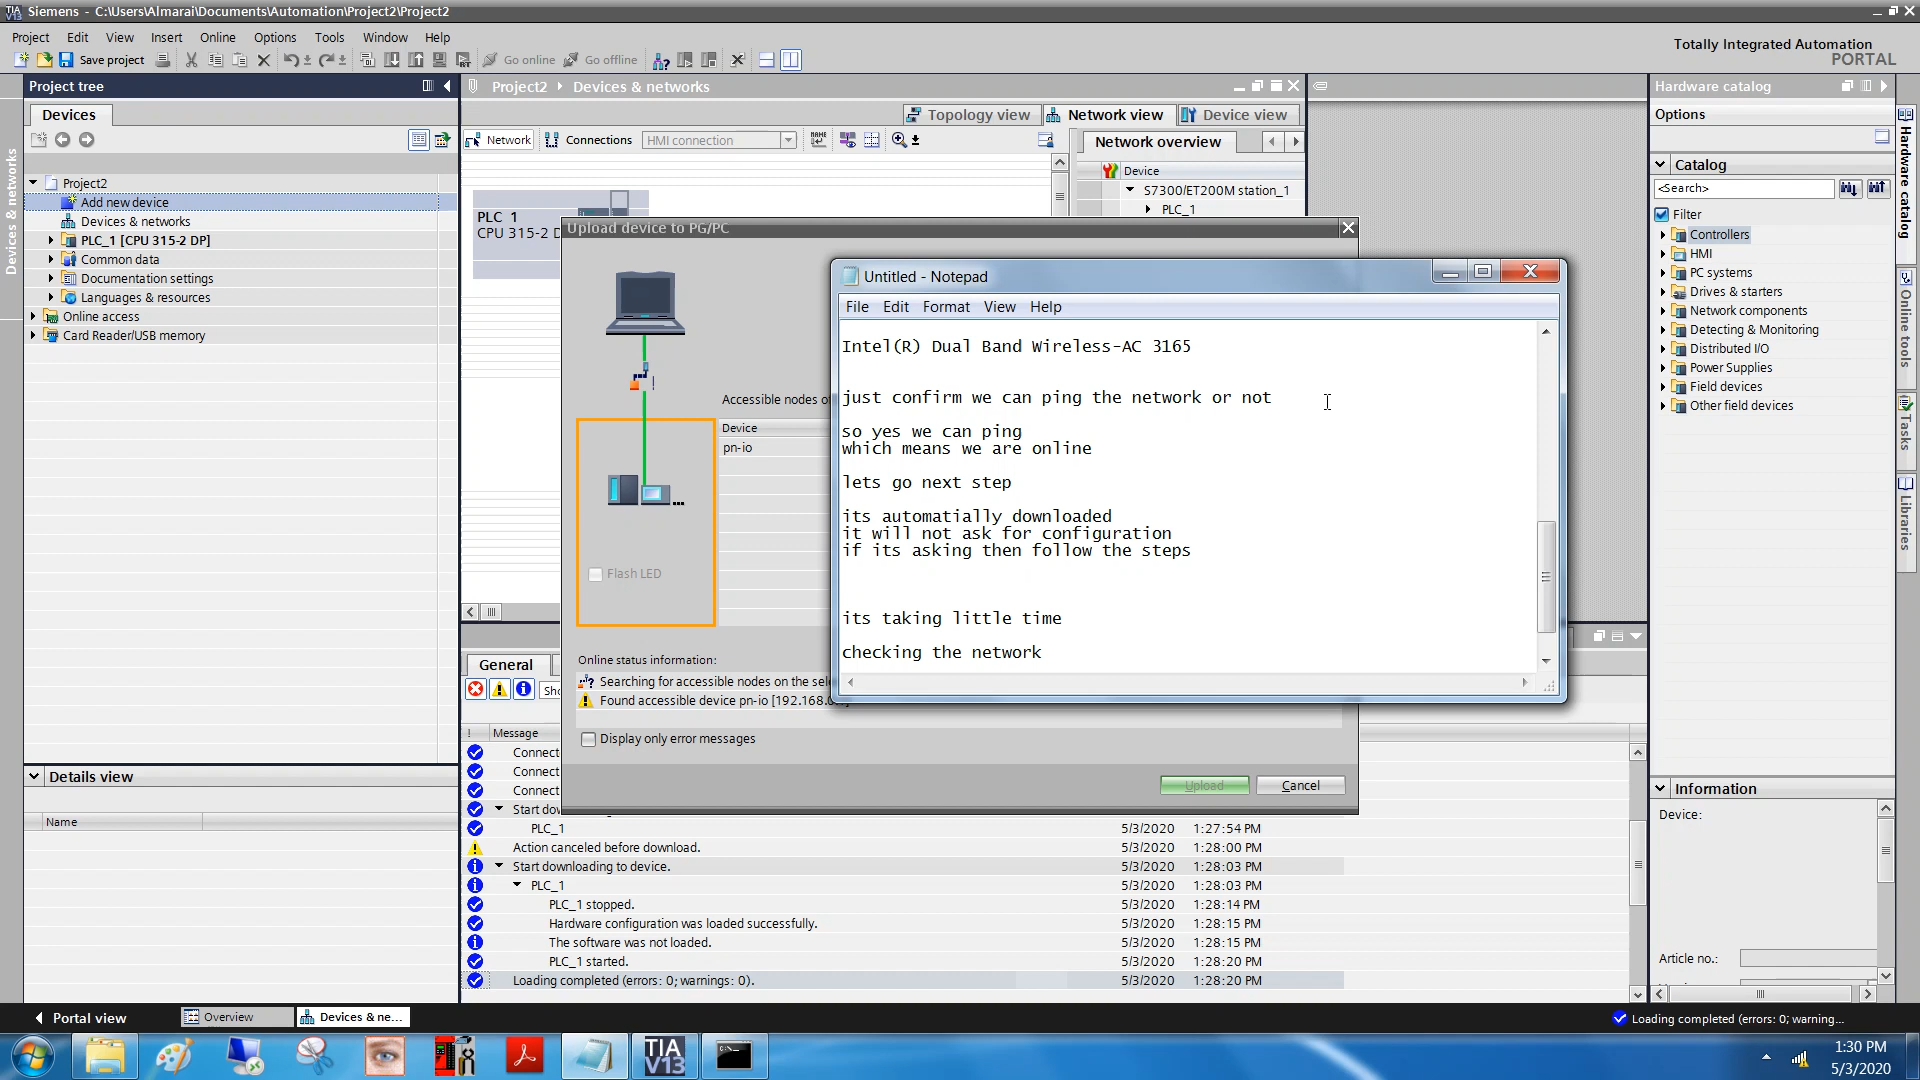 Siemens - C:\Users\Almarai\Documents\Automation\Project2\Project2
Project Edit View Insert Online Options Tools Window Help
Totally Integrated Automation
PORTAL
Save project Go online Go offline
Project tree
Project2 Devices & networks
Hardware catalog
Devices
Topology view Network view Device view
Options
Network Connections HMI connection
Network overview
Catalog
<Search>
Filter
Project2
Add new device
Devices & networks
PLC_1 [CPU 315-2 DP]
Common data
Documentation settings
Languages & resources
Online access
Card Reader/USB memory
Devices & networks
PLC 1
CPU 315-2 D
Device
S7300/ET200M station_1
PLC_1
Controllers
HMI
PC systems
Drives & starters
Network components
Detecting & Monitoring
Distributed I/O
Power Supplies
Field devices
Other field devices
Hardware catalog
Online tools
Tasks
Libraries
Upload device to PG/PC
Accessible nodes o
Device
pn-io
Flash LED
Online status information:
Searching for accessible nodes on the sele
Found accessible device pn-io [192.168.0
Display only error messages
Upload Cancel
Untitled - Notepad
File Edit Format View Help
Intel(R) Dual Band Wireless-AC 3165
just confirm we can ping the network or not
so yes we can ping
which means we are online
lets go next step
its automatially downloaded
it will not ask for configuration
if its asking then follow the steps
its taking little time
checking the network
General
Sho
! Message
Connect
Connect
Connect
Start dow
PLC_1 5/3/2020 1:27:54 PM
Action canceled before download. 5/3/2020 1:28:00 PM
Start downloading to device. 5/3/2020 1:28:03 PM
PLC_1 5/3/2020 1:28:03 PM
PLC_1 stopped. 5/3/2020 1:28:14 PM
Hardware configuration was loaded successfully. 5/3/2020 1:28:15 PM
The software was not loaded. 5/3/2020 1:28:15 PM
PLC_1 started. 5/3/2020 1:28:20 PM
Loading completed (errors: 0; warnings: 0). 5/3/2020 1:28:20 PM
Details view
Name
Information
Device:
Article no.:
Portal view Overview Devices & ne...
Loading completed (errors: 0; warning...
TIA
V13
1:30 PM
5/3/2020